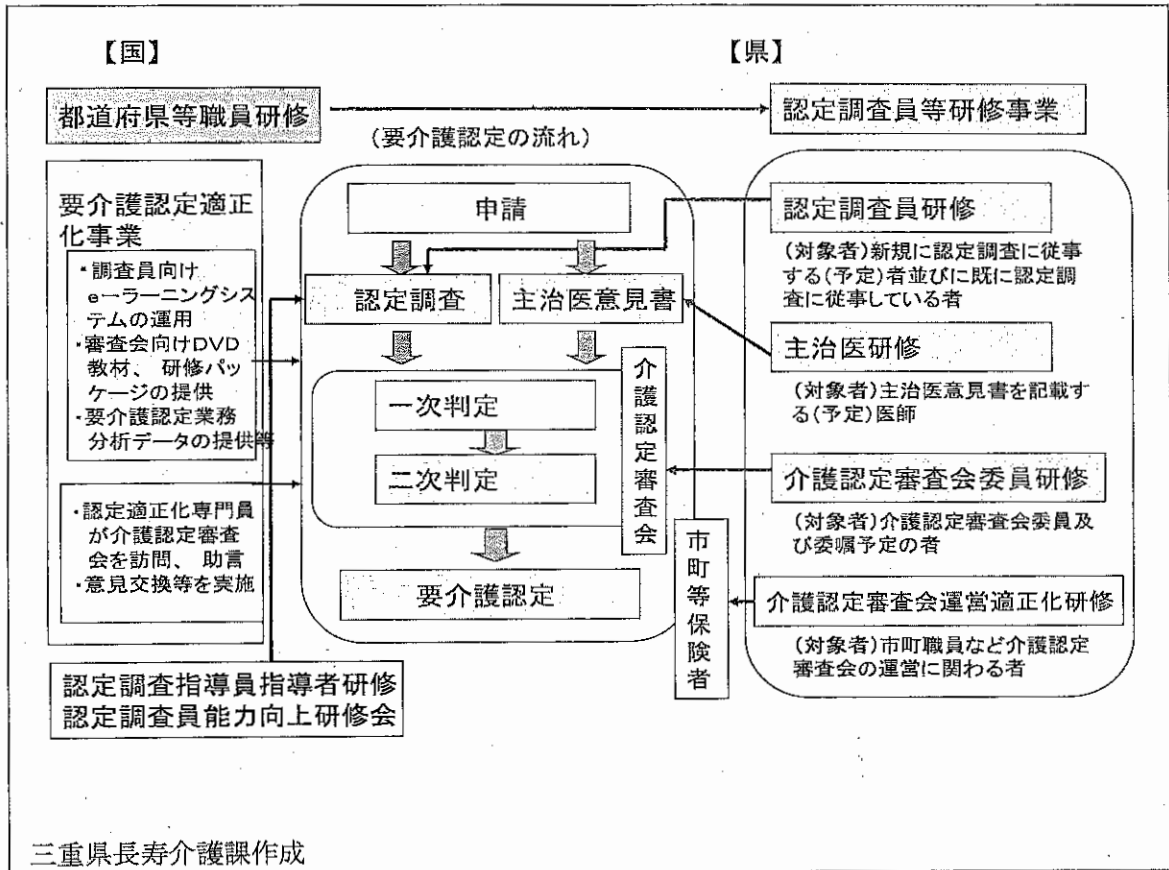 【国】
【県】
都道府県等職員研修
認定調査員等研修事業
(要介護認定の流れ)
要介護認定適正
化事業
・調査員向け
eーラーニングシス
テムの運用
・審査会向けDVD
教材、研修パッ
ケージの提供
・要介護認定業務
分析データの提供等
・認定適正化専門員
が介護認定審査
会を訪問、助言
・意見交換等を実施
認定調査指導員指導者研修
認定調査員能力向上研修会
申請
認定調査
主治医意見書
一次判定
二次判定
介護認定審査会
要介護認定
市町等保険者
認定調査員研修
(対象者)新規に認定調査に従事
する(予定)者並びに既に認定調
査に従事している者
主治医研修
(対象者)主治医意見書を記載す
る(予定)医師
介護認定審査会委員研修
(対象者)介護認定審査会委員及
び委嘱予定の者
介護認定審査会運営適正化研修
(対象者)市町職員など介護認定
審査会の運営に関わる者
三重県長寿介護課作成